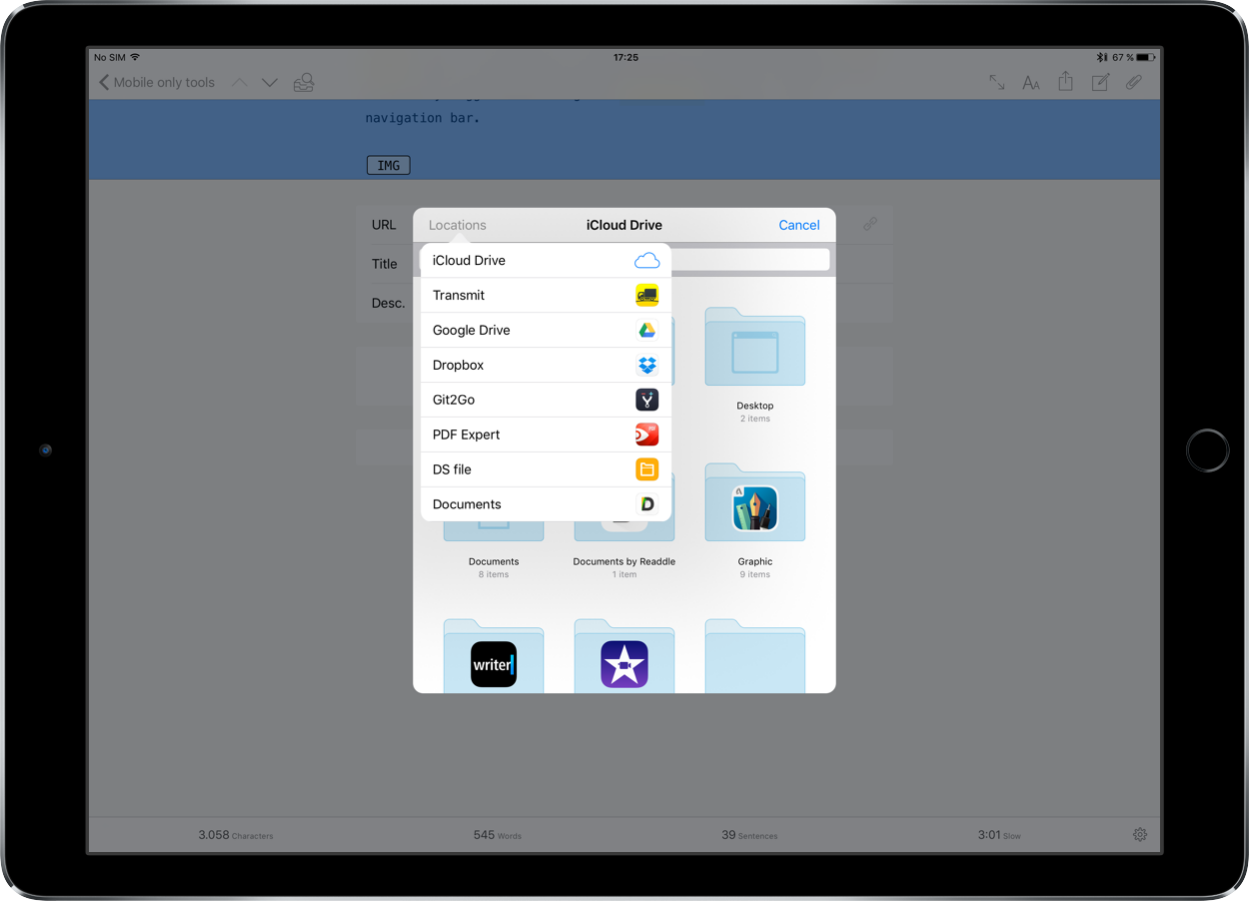 No SIM 17:25 67 %
Mobile only tools AA
navigation bar.
IMG
URL
Title
Desc.
Locations iCloud Drive Cancel
iCloud Drive
Transmit
Google Drive
Dropbox
Git2Go
PDF Expert
DS file
Documents
Desktop
2 items
Documents Documents by Readdle Graphic
8 items 1 item 9 items
writer
3.058 Characters 545 Words 39 Sentences 3:01 Slow